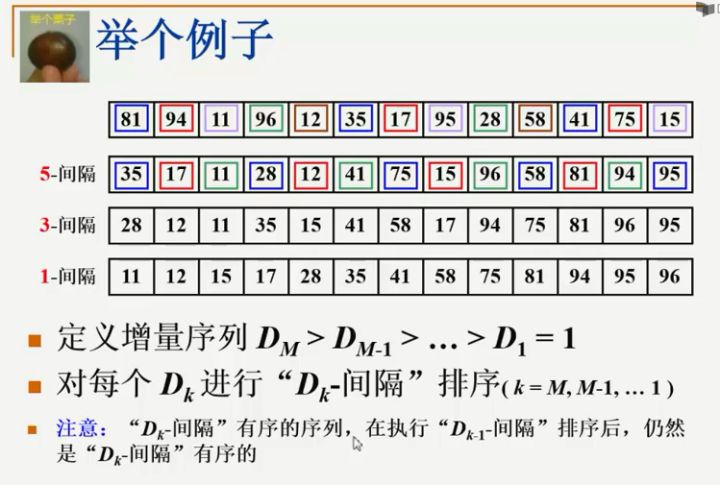 举个栗子
举个例子
81 94 11 96 12 35 17 95 28 58 41 75 15
5-间隔 35 17 11 28 12 41 75 15 96 58 81 94 95
3-间隔 28 12 11 35 15 41 58 17 94 75 81 96 95
1-间隔 11 12 15 17 28 35 41 58 75 81 94 95 96
定义增量序列 D_M > D_{M-1} > … > D_1 = 1
对每个 D_k 进行“D_k-间隔”排序( k = M, M-1, … 1 )
注意：“D_k-间隔”有序的序列，在执行“D_{k-1}-间隔”排序后，仍然
是“D_k-间隔”有序的